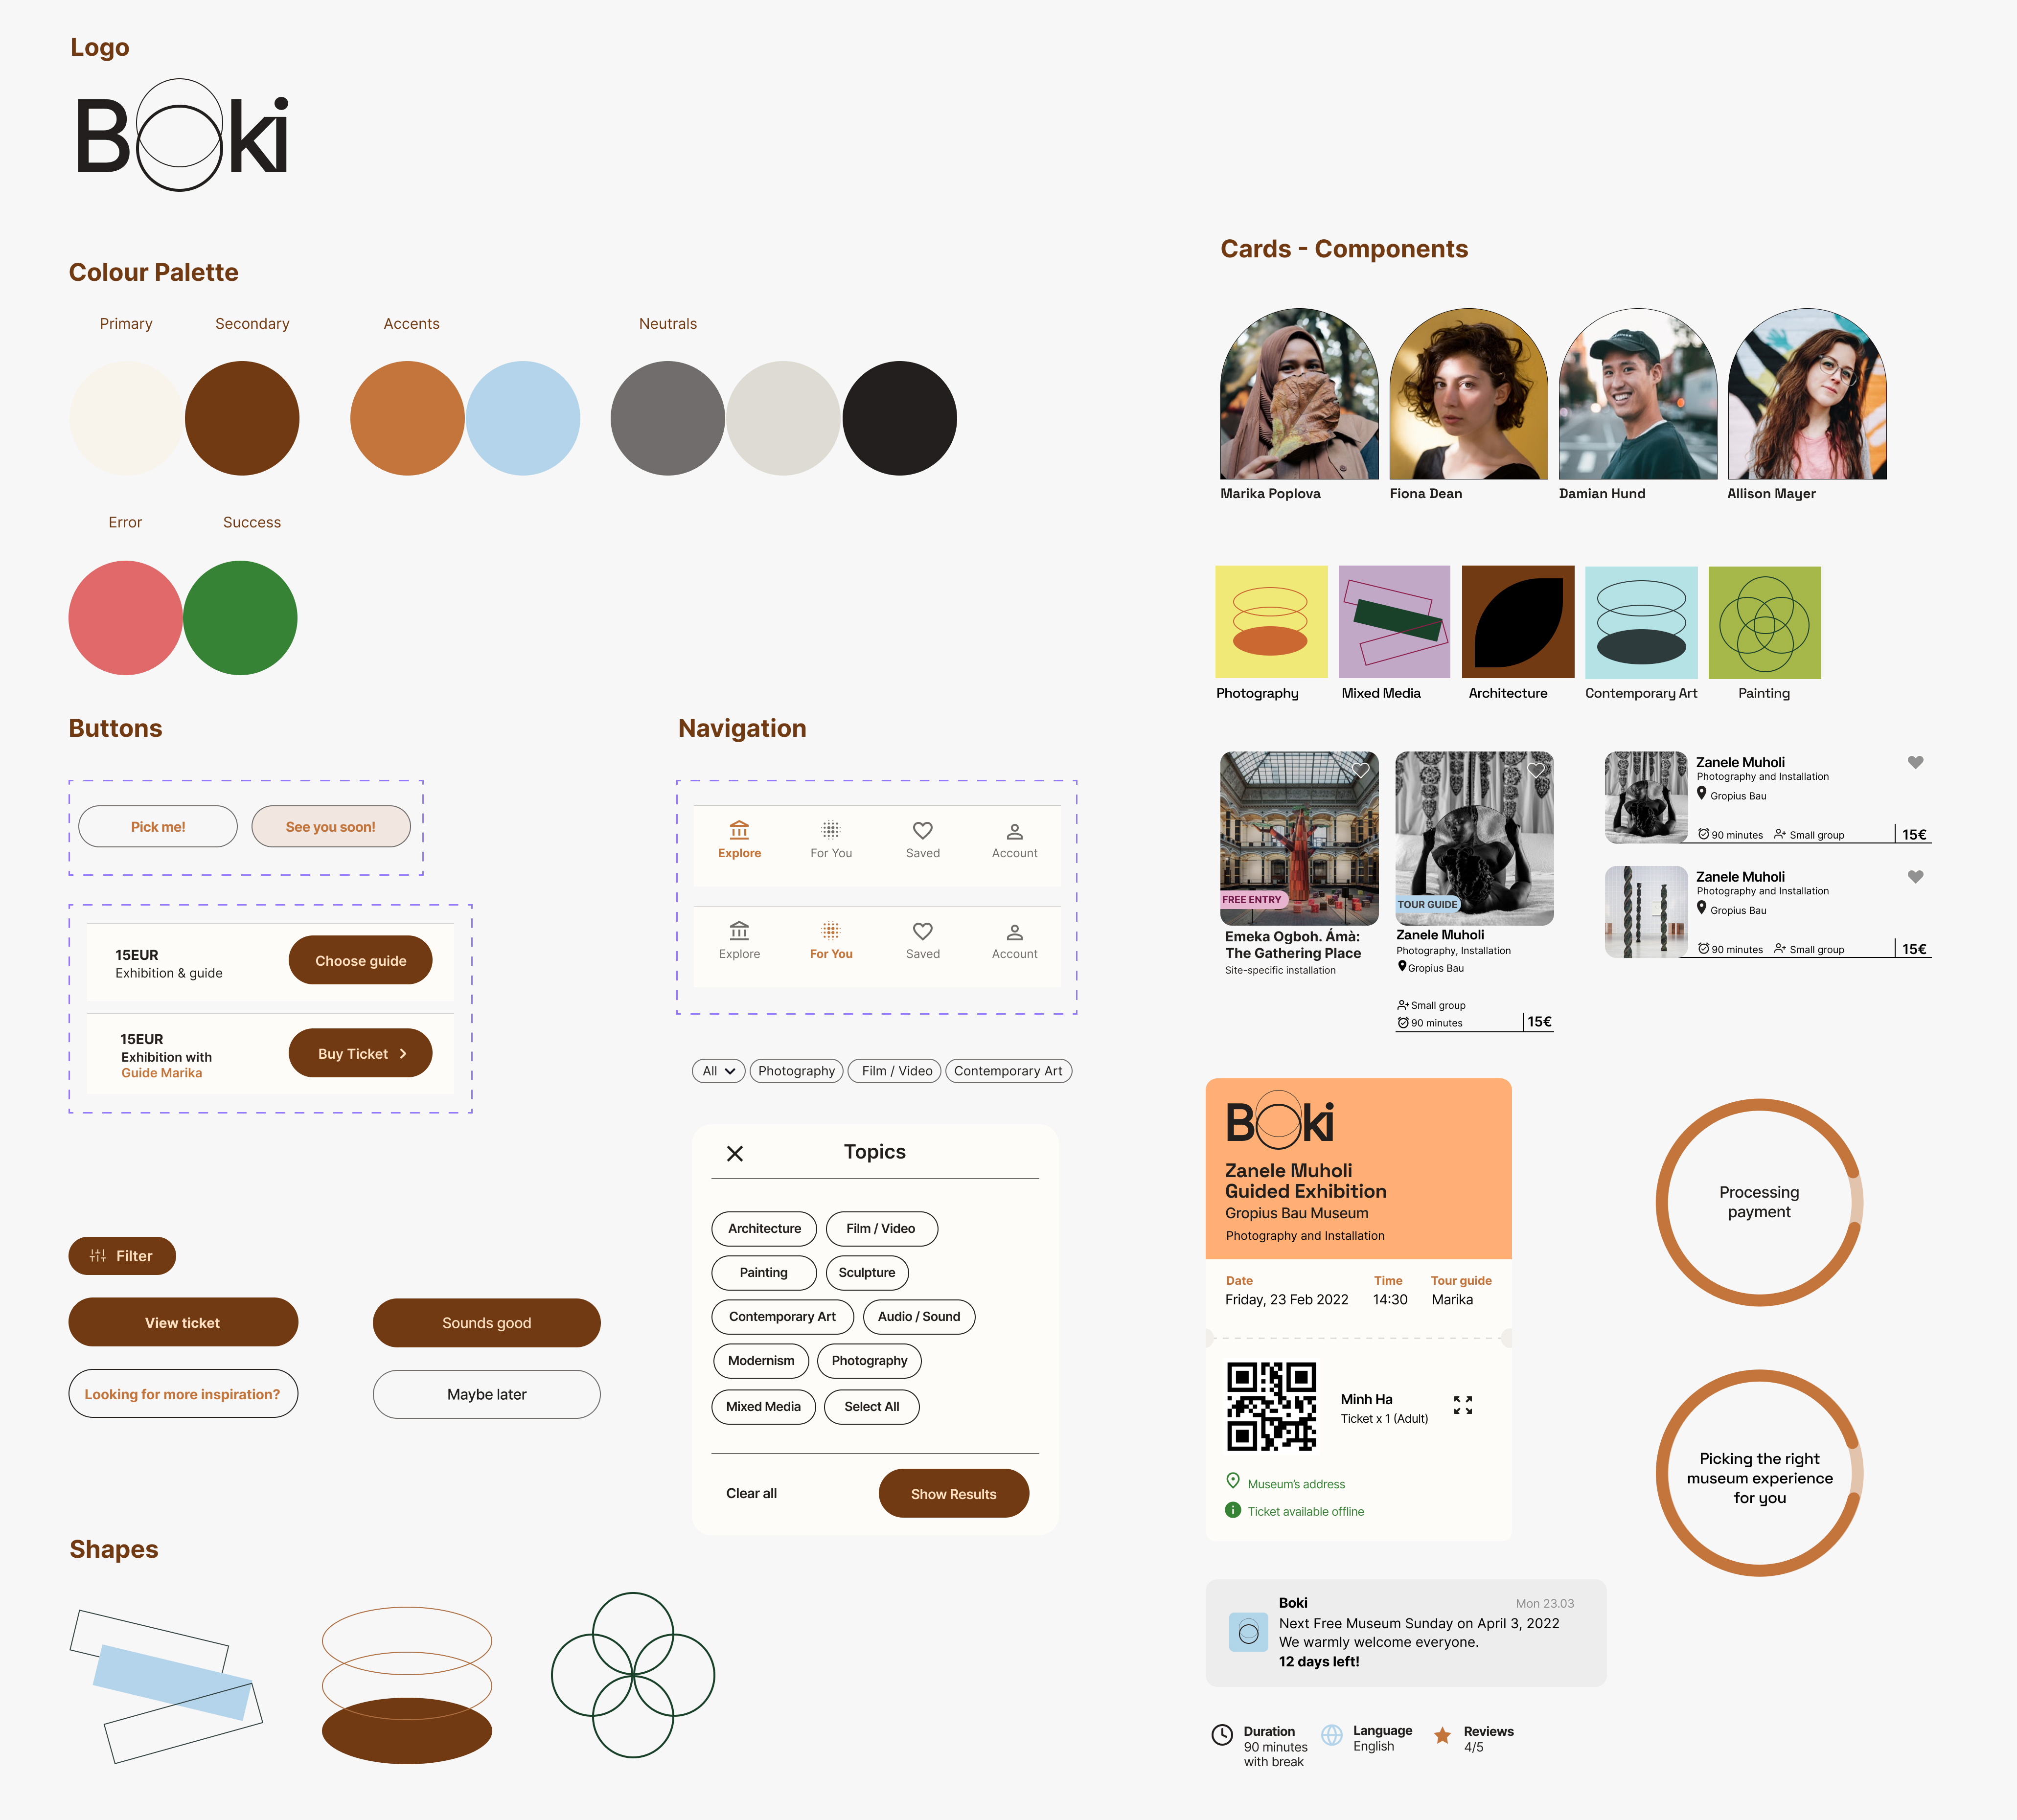 Logo
Boki
Colour Palette
Primary
Secondary
Accents
Neutrals
Error
Success
Buttons
Pick me!
See you soon!
15EUR
Exhibition & guide
Choose guide
15EUR
Exhibition with
Guide Marika
Buy Ticket
Filter
View ticket
Sounds good
Looking for more inspiration?
Maybe later
Shapes
Navigation
Explore
For You
Saved
Account
Explore
For You
Saved
Account
All
Photography
Film / Video
Contemporary Art
Topics
Architecture
Film / Video
Painting
Sculpture
Contemporary Art
Audio / Sound
Modernism
Photography
Mixed Media
Select All
Clear all
Show Results
Cards - Components
Marika Poplova
Fiona Dean
Damian Hund
Allison Mayer
Photography
Mixed Media
Architecture
Contemporary Art
Painting
FREE ENTRY
Emeka Ogboh. Ámà:
The Gathering Place
Site-specific installation
TOUR GUIDE
Zanele Muholi
Photography, Installation
Gropius Bau
Small group
90 minutes
15€
Zanele Muholi
Photography and Installation
Gropius Bau
90 minutes
Small group
15€
Zanele Muholi
Photography and Installation
Gropius Bau
90 minutes
Small group
15€
Boki
Zanele Muholi
Guided Exhibition
Gropius Bau Museum
Photography and Installation
Date
Time
Tour guide
Friday, 23 Feb 2022
14:30
Marika
Minh Ha
Ticket x 1 (Adult)
Museum's address
Ticket available offline
Processing
payment
Picking the right
museum experience
for you
Boki
Mon 23.03
Next Free Museum Sunday on April 3, 2022
We warmly welcome everyone.
12 days left!
Duration
90 minutes
with break
Language
English
Reviews
4/5